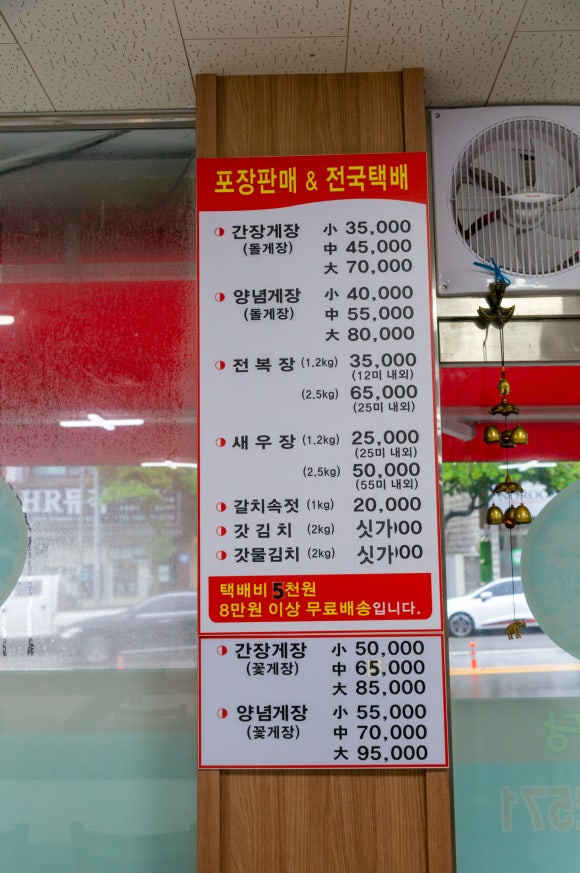 포장판매 & 전국택배
간장게장 小 35,000
(돌게장) 中 45,000
大 70,000
양념게장 小 40,000
(돌게장) 中 55,000
大 80,000
전복장 (1.2kg) 35,000
(12미 내외)
(2.5kg) 65,000
(25미 내외)
새우장 (1.2kg) 25,000
(25미 내외)
(2.5kg) 50,000
(55미 내외)
갈치속젓 (1kg) 20,000
갓김치 (2kg) 싯가00
갓물김치 (2kg) 싯가00
택배비 5천원
8만원 이상 무료배송입니다.
간장게장 小 50,000
(꽃게장) 中 65,000
大 85,000
양념게장 小 55,000
(꽃게장) 中 70,000
大 95,000
당
2571